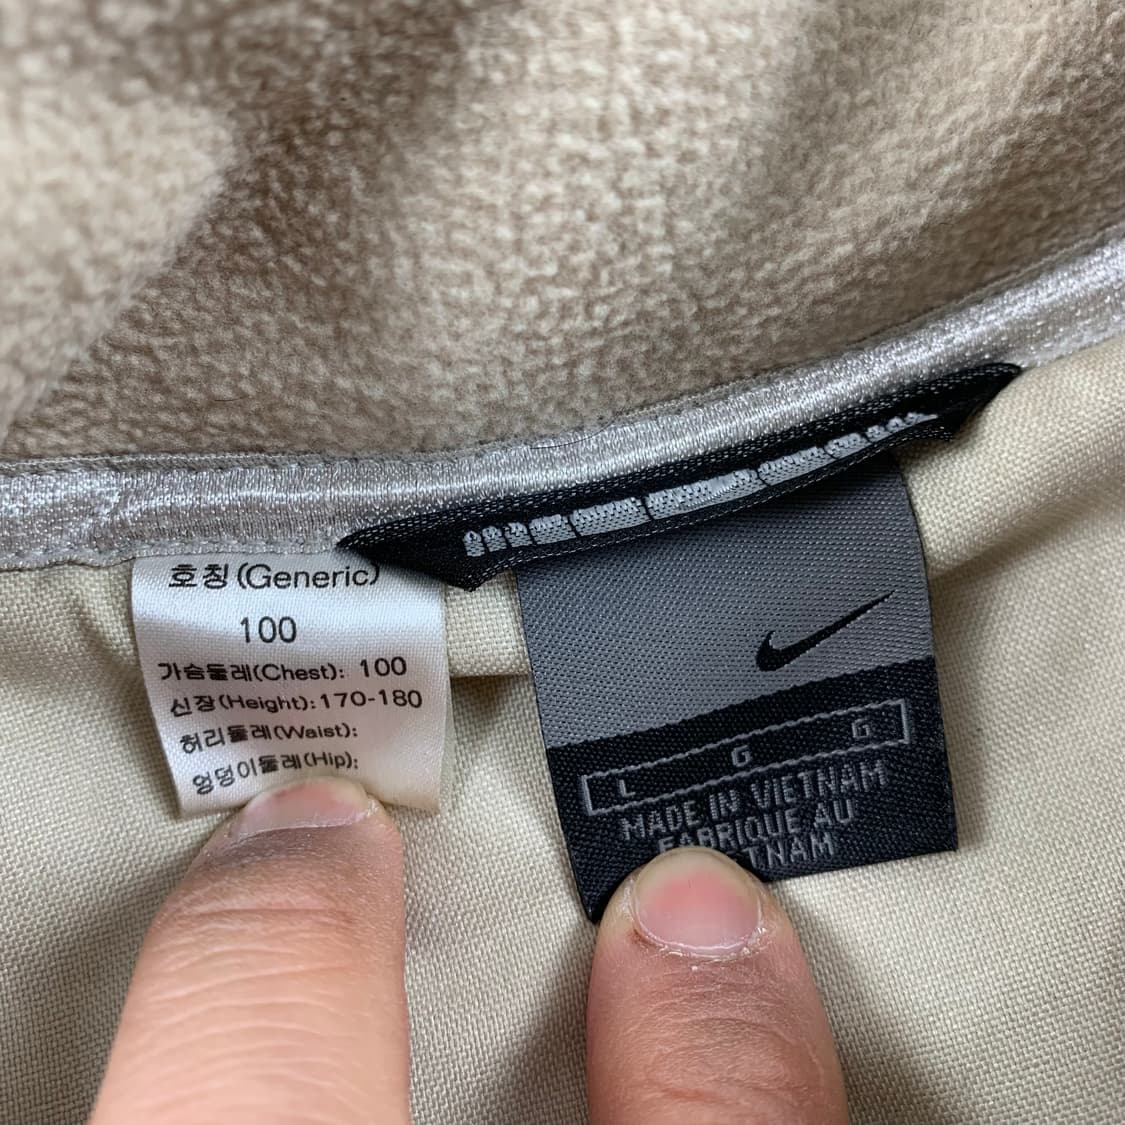 호칭(Generic)
100
가슴둘레(Chest): 100
신장(Height):170-180
허리둘레(Waist):
엉덩이둘레(Hip):
L G G
MADE IN VIETNAM
FABRIQUE AU